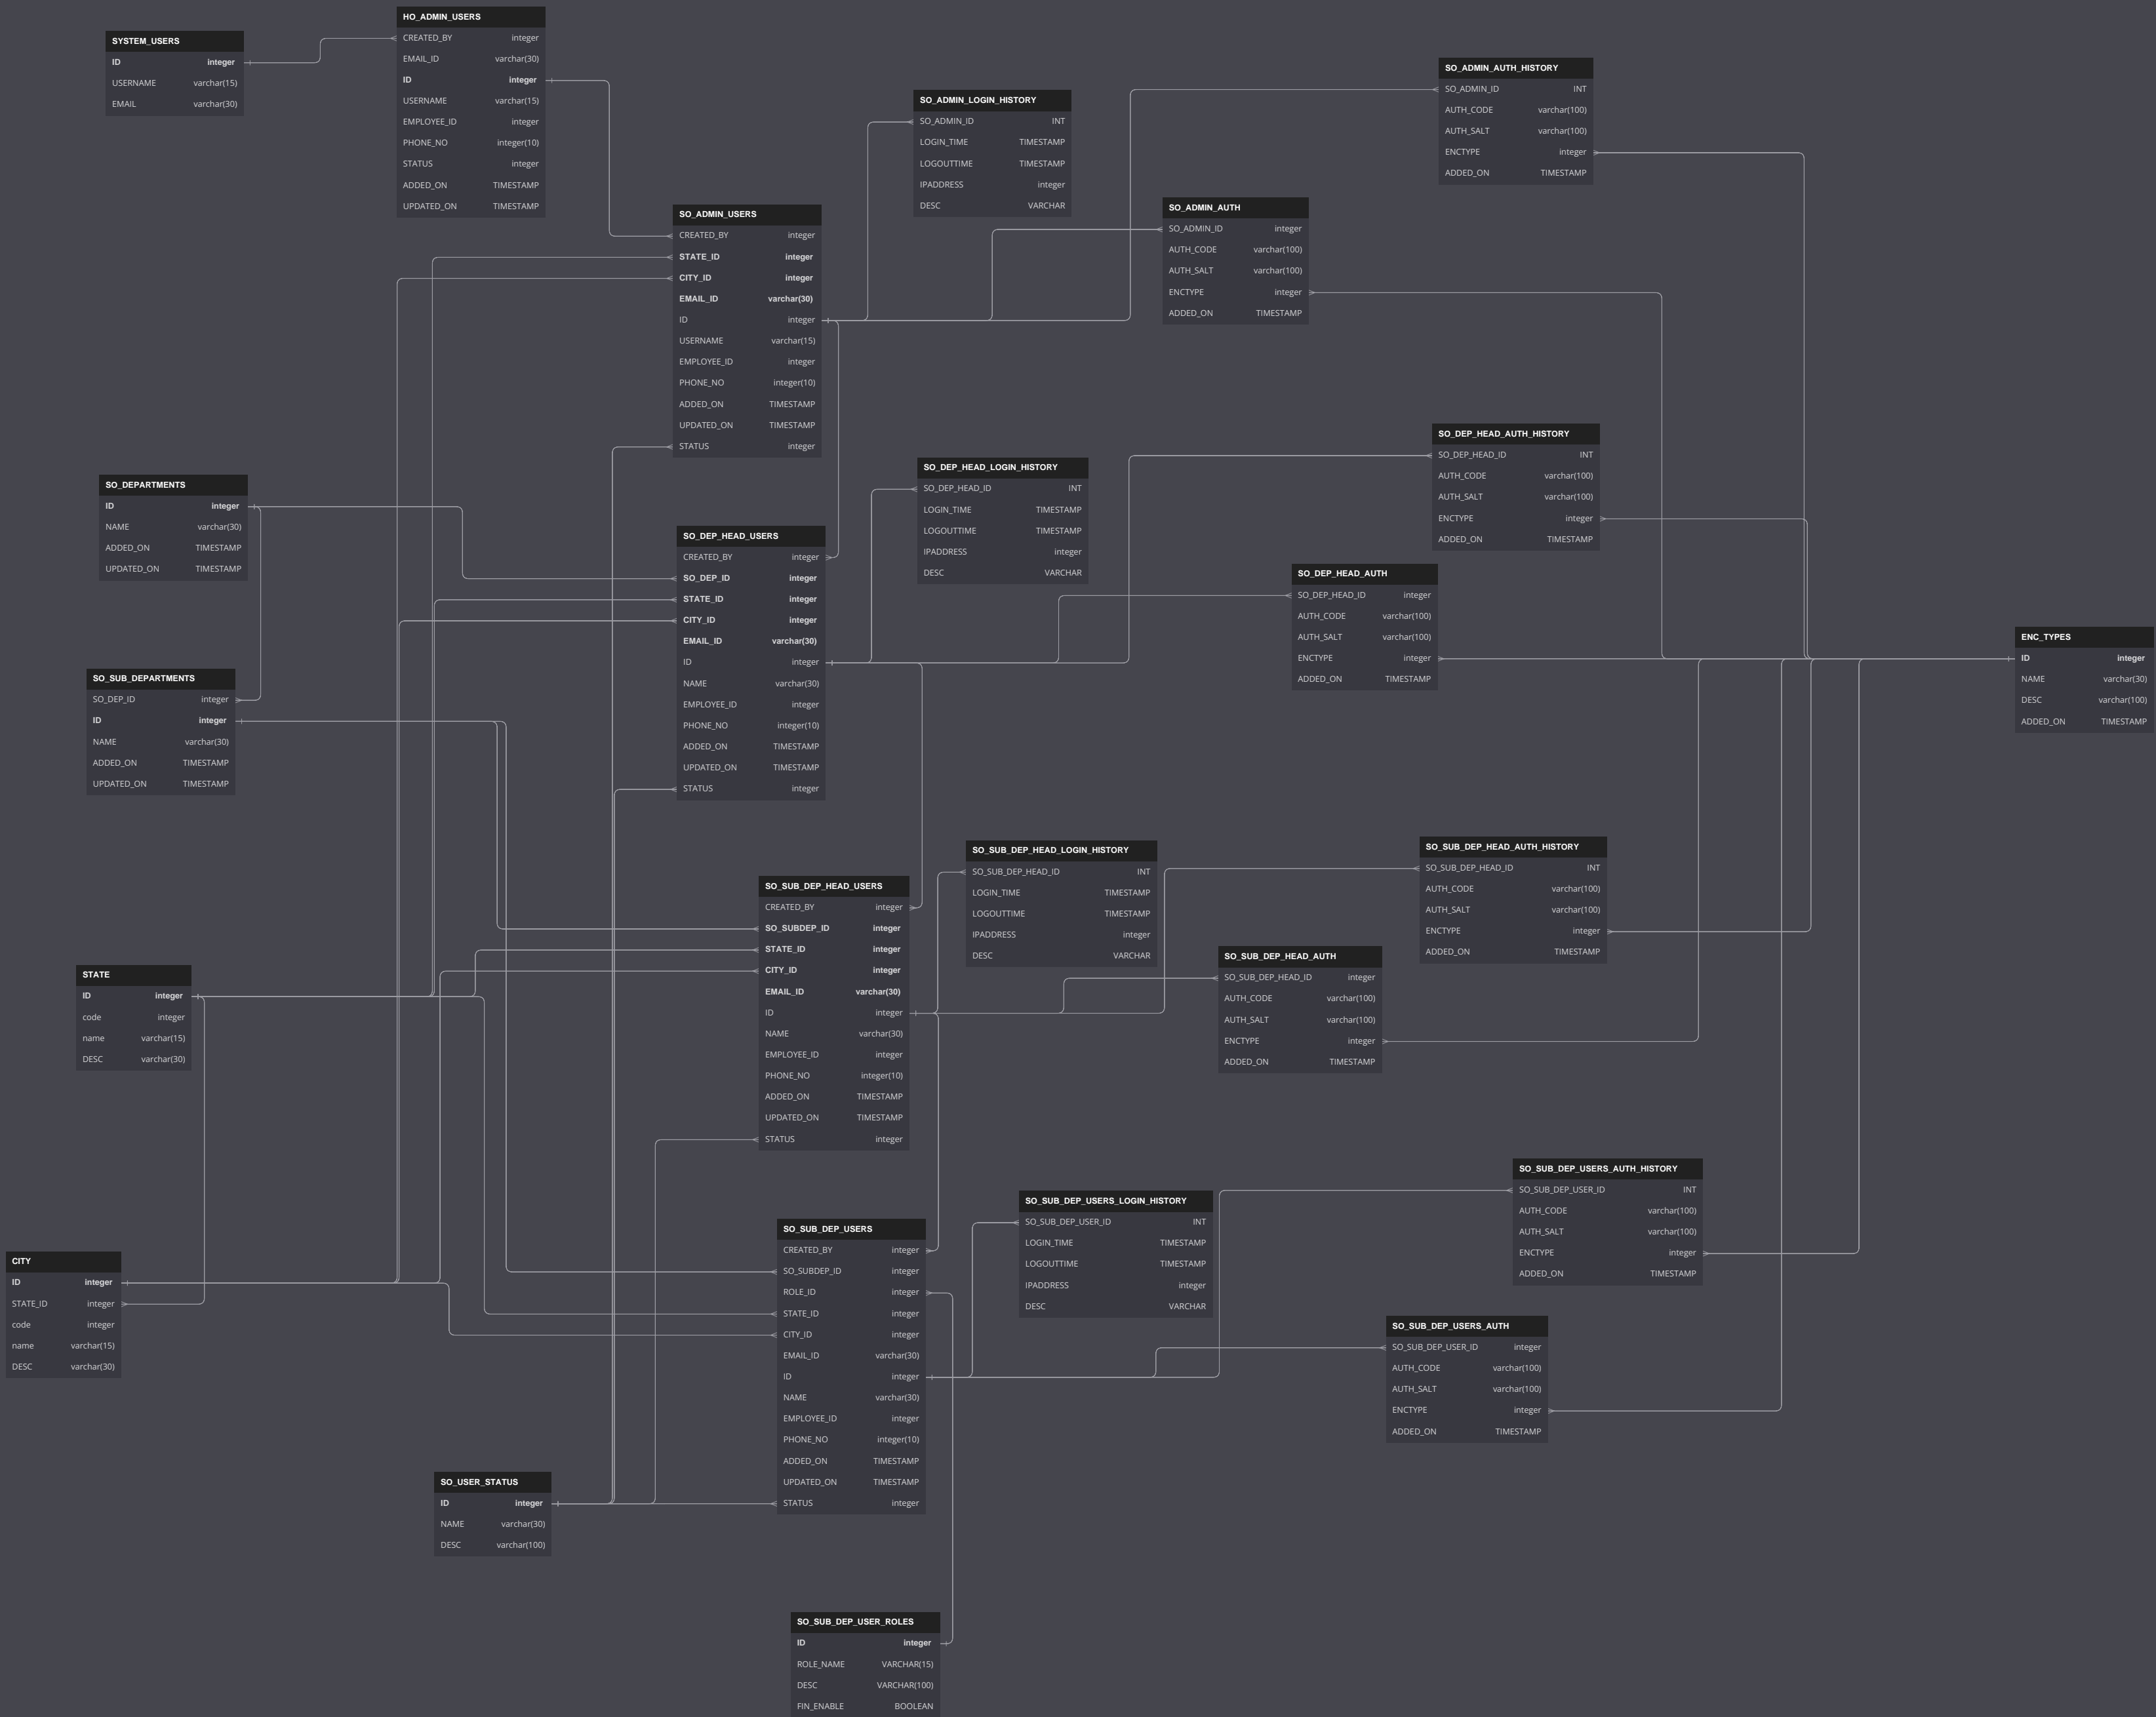 HO_ADMIN_USERS
CREATED_BY integer
EMAIL_ID varchar(30)
ID integer
USERNAME varchar(15)
EMPLOYEE_ID integer
PHONE_NO integer(10)
STATUS integer
ADDED_ON TIMESTAMP
UPDATED_ON TIMESTAMP
SYSTEM_USERS
ID integer
USERNAME varchar(15)
EMAIL varchar(30)
SO_ADMIN_AUTH_HISTORY
SO_ADMIN_ID INT
AUTH_CODE varchar(100)
AUTH_SALT varchar(100)
ENCTYPE integer
ADDED_ON TIMESTAMP
SO_ADMIN_LOGIN_HISTORY
SO_ADMIN_ID INT
LOGIN_TIME TIMESTAMP
LOGOUTTIME TIMESTAMP
IPADDRESS integer
DESC VARCHAR
SO_ADMIN_AUTH
SO_ADMIN_ID integer
AUTH_CODE varchar(100)
AUTH_SALT varchar(100)
ENCTYPE integer
ADDED_ON TIMESTAMP
SO_ADMIN_USERS
CREATED_BY integer
STATE_ID integer
CITY_ID integer
EMAIL_ID varchar(30)
ID integer
USERNAME varchar(15)
EMPLOYEE_ID integer
PHONE_NO integer(10)
ADDED_ON TIMESTAMP
UPDATED_ON TIMESTAMP
STATUS integer
SO_DEP_HEAD_AUTH_HISTORY
SO_DEP_HEAD_ID INT
AUTH_CODE varchar(100)
AUTH_SALT varchar(100)
ENCTYPE integer
ADDED_ON TIMESTAMP
SO_DEP_HEAD_LOGIN_HISTORY
SO_DEP_HEAD_ID INT
LOGIN_TIME TIMESTAMP
LOGOUTTIME TIMESTAMP
IPADDRESS integer
DESC VARCHAR
SO_DEPARTMENTS
ID integer
NAME varchar(30)
ADDED_ON TIMESTAMP
UPDATED_ON TIMESTAMP
SO_DEP_HEAD_USERS
CREATED_BY integer
SO_DEP_ID integer
STATE_ID integer
CITY_ID integer
EMAIL_ID varchar(30)
ID integer
NAME varchar(30)
EMPLOYEE_ID integer
PHONE_NO integer(10)
ADDED_ON TIMESTAMP
UPDATED_ON TIMESTAMP
STATUS integer
SO_DEP_HEAD_AUTH
SO_DEP_HEAD_ID integer
AUTH_CODE varchar(100)
AUTH_SALT varchar(100)
ENCTYPE integer
ADDED_ON TIMESTAMP
ENC_TYPES
ID integer
NAME varchar(30)
DESC varchar(100)
ADDED_ON TIMESTAMP
SO_SUB_DEPARTMENTS
SO_DEP_ID integer
ID integer
NAME varchar(30)
ADDED_ON TIMESTAMP
UPDATED_ON TIMESTAMP
SO_SUB_DEP_HEAD_AUTH_HISTORY
SO_SUB_DEP_HEAD_ID INT
AUTH_CODE varchar(100)
AUTH_SALT varchar(100)
ENCTYPE integer
ADDED_ON TIMESTAMP
SO_SUB_DEP_HEAD_LOGIN_HISTORY
SO_SUB_DEP_HEAD_ID INT
LOGIN_TIME TIMESTAMP
LOGOUTTIME TIMESTAMP
IPADDRESS integer
DESC VARCHAR
SO_SUB_DEP_HEAD_USERS
CREATED_BY integer
SO_SUBDEP_ID integer
STATE_ID integer
CITY_ID integer
EMAIL_ID varchar(30)
ID integer
NAME varchar(30)
EMPLOYEE_ID integer
PHONE_NO integer(10)
ADDED_ON TIMESTAMP
UPDATED_ON TIMESTAMP
STATUS integer
SO_SUB_DEP_HEAD_AUTH
SO_SUB_DEP_HEAD_ID integer
AUTH_CODE varchar(100)
AUTH_SALT varchar(100)
ENCTYPE integer
ADDED_ON TIMESTAMP
STATE
ID integer
code integer
name varchar(15)
DESC varchar(30)
SO_SUB_DEP_USERS_AUTH_HISTORY
SO_SUB_DEP_USER_ID INT
AUTH_CODE varchar(100)
AUTH_SALT varchar(100)
ENCTYPE integer
ADDED_ON TIMESTAMP
SO_SUB_DEP_USERS_LOGIN_HISTORY
SO_SUB_DEP_USER_ID INT
LOGIN_TIME TIMESTAMP
LOGOUTTIME TIMESTAMP
IPADDRESS integer
DESC VARCHAR
SO_SUB_DEP_USERS
CREATED_BY integer
SO_SUBDEP_ID integer
ROLE_ID integer
STATE_ID integer
CITY_ID integer
EMAIL_ID varchar(30)
ID integer
NAME varchar(30)
EMPLOYEE_ID integer
PHONE_NO integer(10)
ADDED_ON TIMESTAMP
UPDATED_ON TIMESTAMP
STATUS integer
CITY
ID integer
STATE_ID integer
code integer
name varchar(15)
DESC varchar(30)
SO_SUB_DEP_USERS_AUTH
SO_SUB_DEP_USER_ID integer
AUTH_CODE varchar(100)
AUTH_SALT varchar(100)
ENCTYPE integer
ADDED_ON TIMESTAMP
SO_USER_STATUS
ID integer
NAME varchar(30)
DESC varchar(100)
SO_SUB_DEP_USER_ROLES
ID integer
ROLE_NAME VARCHAR(15)
DESC VARCHAR(100)
FIN_ENABLE BOOLEAN